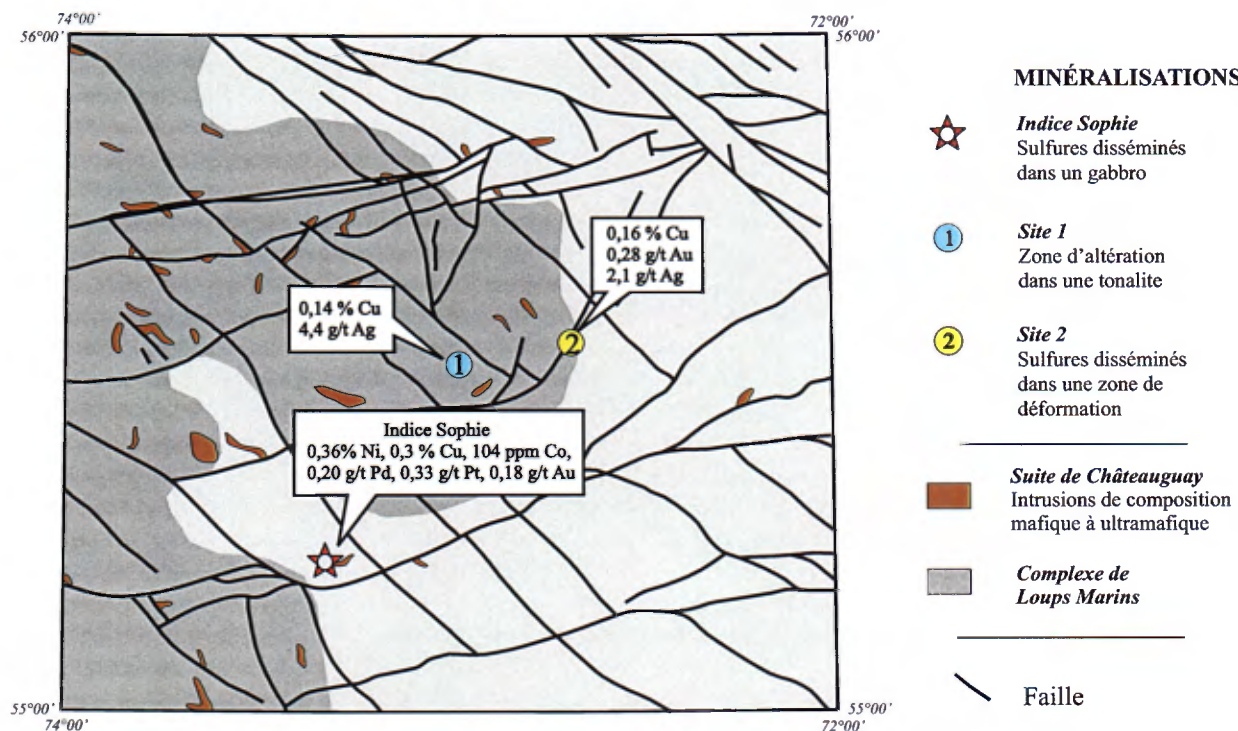 74°00'
72°00'
56°00'
56°00'
0,16 % Cu
0,28 g/t Au
2,1 g/t Ag
0,14 % Cu
4,4 g/t Ag
1
2
Indice Sophie
0,36% Ni, 0,3 % Cu, 104 ppm Co,
0,20 g/t Pd, 0,33 g/t Pt, 0,18 g/t Au
55°00'
55°00'
74°00'
72°00'
MINÉRALISATIONS
Indice Sophie
Sulfures disséminés
dans un gabbro
1
Site 1
Zone d'altération
dans une tonalite
2
Site 2
Sulfures disséminés
dans une zone de
déformation
Suite de Châteauguay
Intrusions de composition
mafique à ultramafique
Complexe de
Loups Marins
Faille